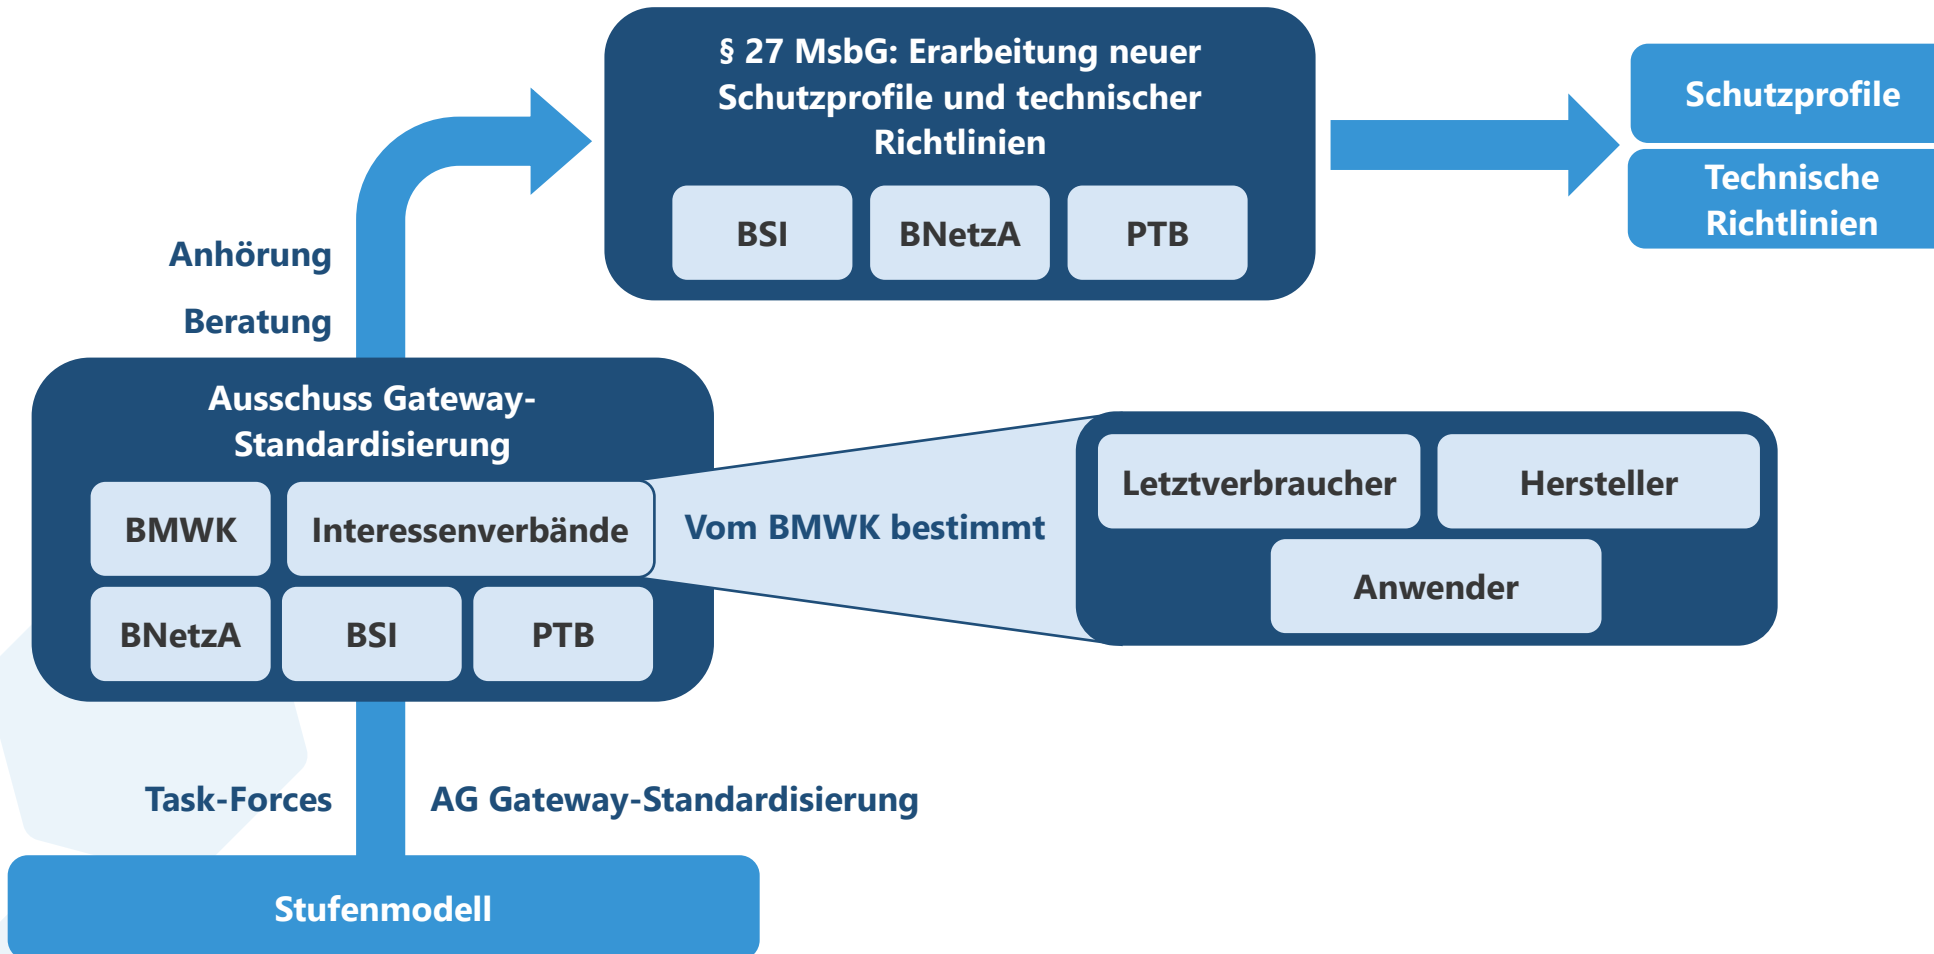 § 27 MsbG: Erarbeitung neuer
Schutzprofile und technischer
Richtlinien
BSI
BNetzA
PTB
Schutzprofile
Technische
Richtlinien
Anhörung
Beratung
Ausschuss Gateway-
Standardisierung
BMWK
Interessenverbände
BNetzA
BSI
PTB
Vom BMWK bestimmt
Letztverbraucher
Hersteller
Anwender
Task-Forces
AG Gateway-Standardisierung
Stufenmodell